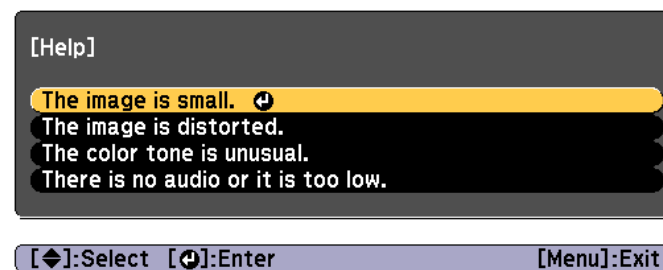 [Help]
The image is small.
The image is distorted.
The color tone is unusual.
There is no audio or it is too low.
[◆]:Select [↵]:Enter [Menu]:Exit